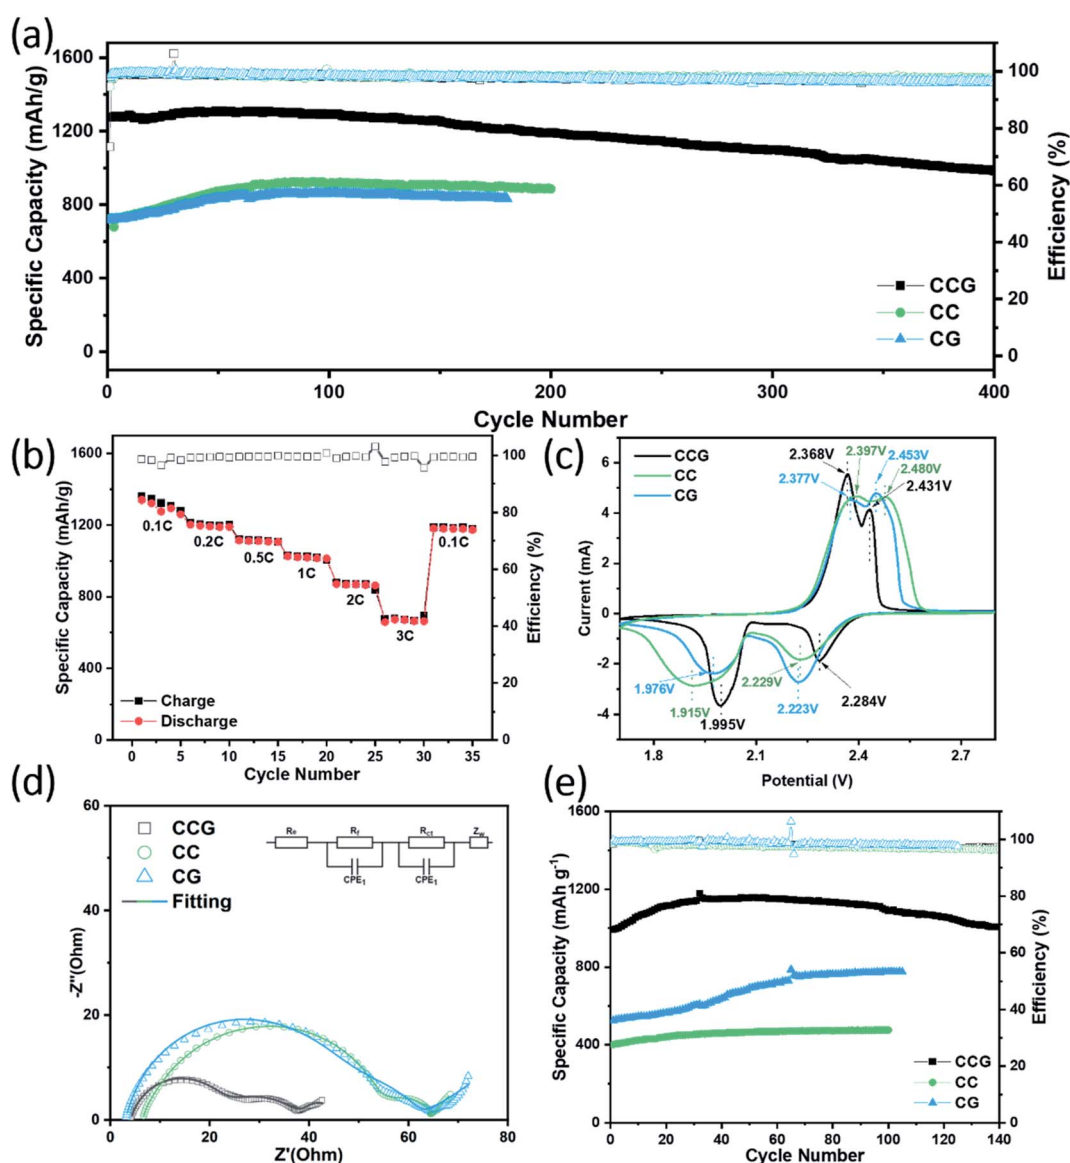 (a)
Specific Capacity (mAh/g)
1600
1200
800
400
0
0
100
200
300
400
Cycle Number
100
80
60
40
20
0
Efficiency (%)
CCG
CC
CG
(b)
Specific Capacity (mAh/g)
1600
1200
800
400
0
0
5
10
15
20
25
30
35
Cycle Number
100
80
60
40
20
0
Efficiency (%)
0.1C
0.2C
0.5C
1C
2C
3C
0.1C
Charge
Discharge
(c)
Current (mA)
6
4
2
0
-2
-4
1.8
2.1
2.4
2.7
Potential (V)
CCG
CC
CG
2.368V
2.397V
2.453V
2.377V
2.480V
2.431V
1.976V
1.915V
1.995V
2.229V
2.223V
2.284V
(d)
-Z''(Ohm)
60
40
20
0
0
20
40
60
80
Z'(Ohm)
CCG
CC
CG
Fitting
Re
Rf
Rct
Zw
CPE1
CPE1
(e)
Specific Capacity (mAh g-1)
1600
1200
800
400
0
0
20
40
60
80
100
120
140
Cycle Number
100
90
80
70
60
50
40
30
20
10
0
Efficiency (%)
CCG
CC
CG